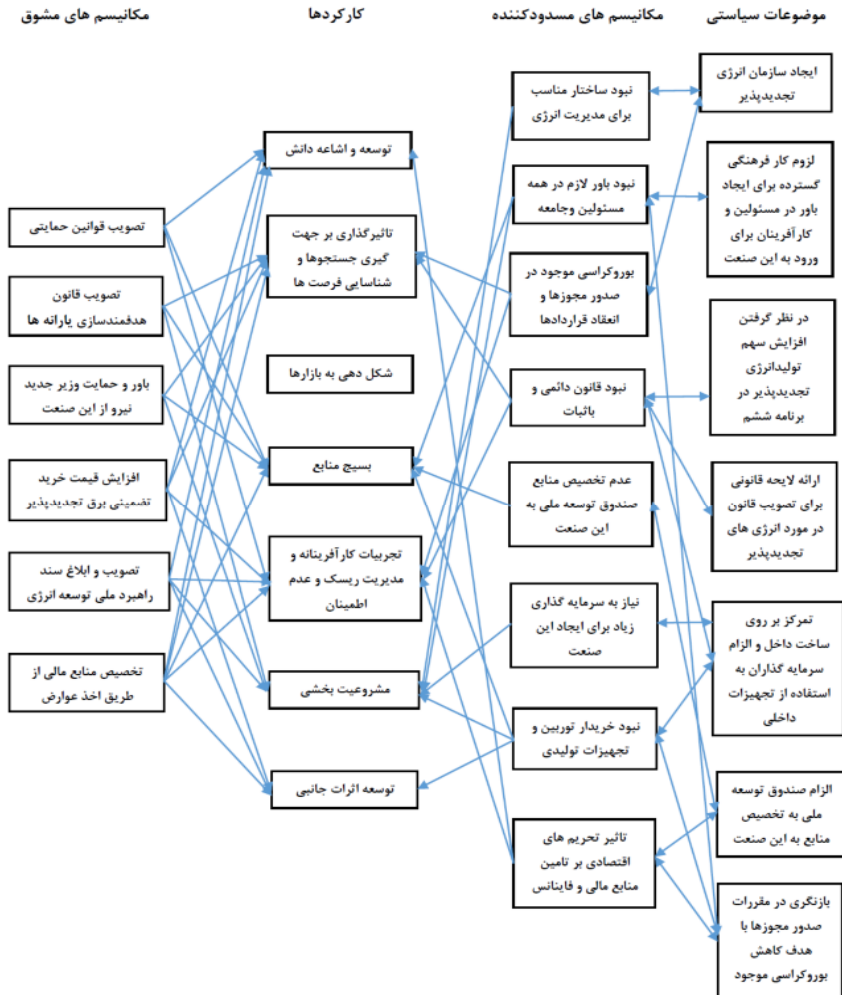 موضوعات سیاستی
مکانیسم های مسدودکننده
کارکردها
مکانیسم های مشوق
ایجاد سازمان انرژی
تجدیدپذیر
لزوم کار فرهنگی
گسترده برای ایجاد
باور در مسئولین و
کارآفرینان برای
ورود به این صنعت
در نظر گرفتن
افزایش سهم
تولیدانرژی
تجدیدپذیر در
برنامه ششم
ارائه لایحه قانونی
برای تصویب قانون
در مورد انرژی های
تجدیدپذیر
تمرکز بر روی
ساخت داخل و الزام
سرمایه گذاران به
استفاده از تجهیزات
داخلی
الزام صندوق توسعه
ملی به تخصیص
منابع به این صنعت
بازنگری در مقررات
صدور مجوزها با
هدف کاهش
بوروکراسی موجود
نبود ساختار مناسب
برای مدیریت انرژی
نبود باور لازم در همه
مسئولین وجامعه
بوروکراسی موجود در
صدور مجوزها و
انعقاد قراردادها
نبود قانون دائمی و
باثبات
عدم تخصیص منابع
صندوق توسعه ملی به
این صنعت
نیاز به سرمایه گذاری
زیاد برای ایجاد این
صنعت
نبود خریدار توربین و
تجهیزات تولیدی
تاثیر تحریم های
اقتصادی بر تامین
منابع مالی و فاینانس
توسعه و اشاعه دانش
تاثیرگذاری بر جهت
گیری جستجوها و
شناسایی فرصت ها
شکل دهی به بازارها
بسیج منابع
تجربیات کارآفرینانه و
مدیریت ریسک و عدم
اطمینان
مشروعیت بخشی
توسعه اثرات جانبی
تصویب قوانین حمایتی
تصویب قانون
هدفمندسازی یارانه ها
باور و حمایت وزیر جدید
نیرو از این صنعت
افزایش قیمت خرید
تضمینی برق تجدیدپذیر
تصویب و ابلاغ سند
راهبرد ملی توسعه انرژی
تخصیص منابع مالی از
طریق اخذ عوارض